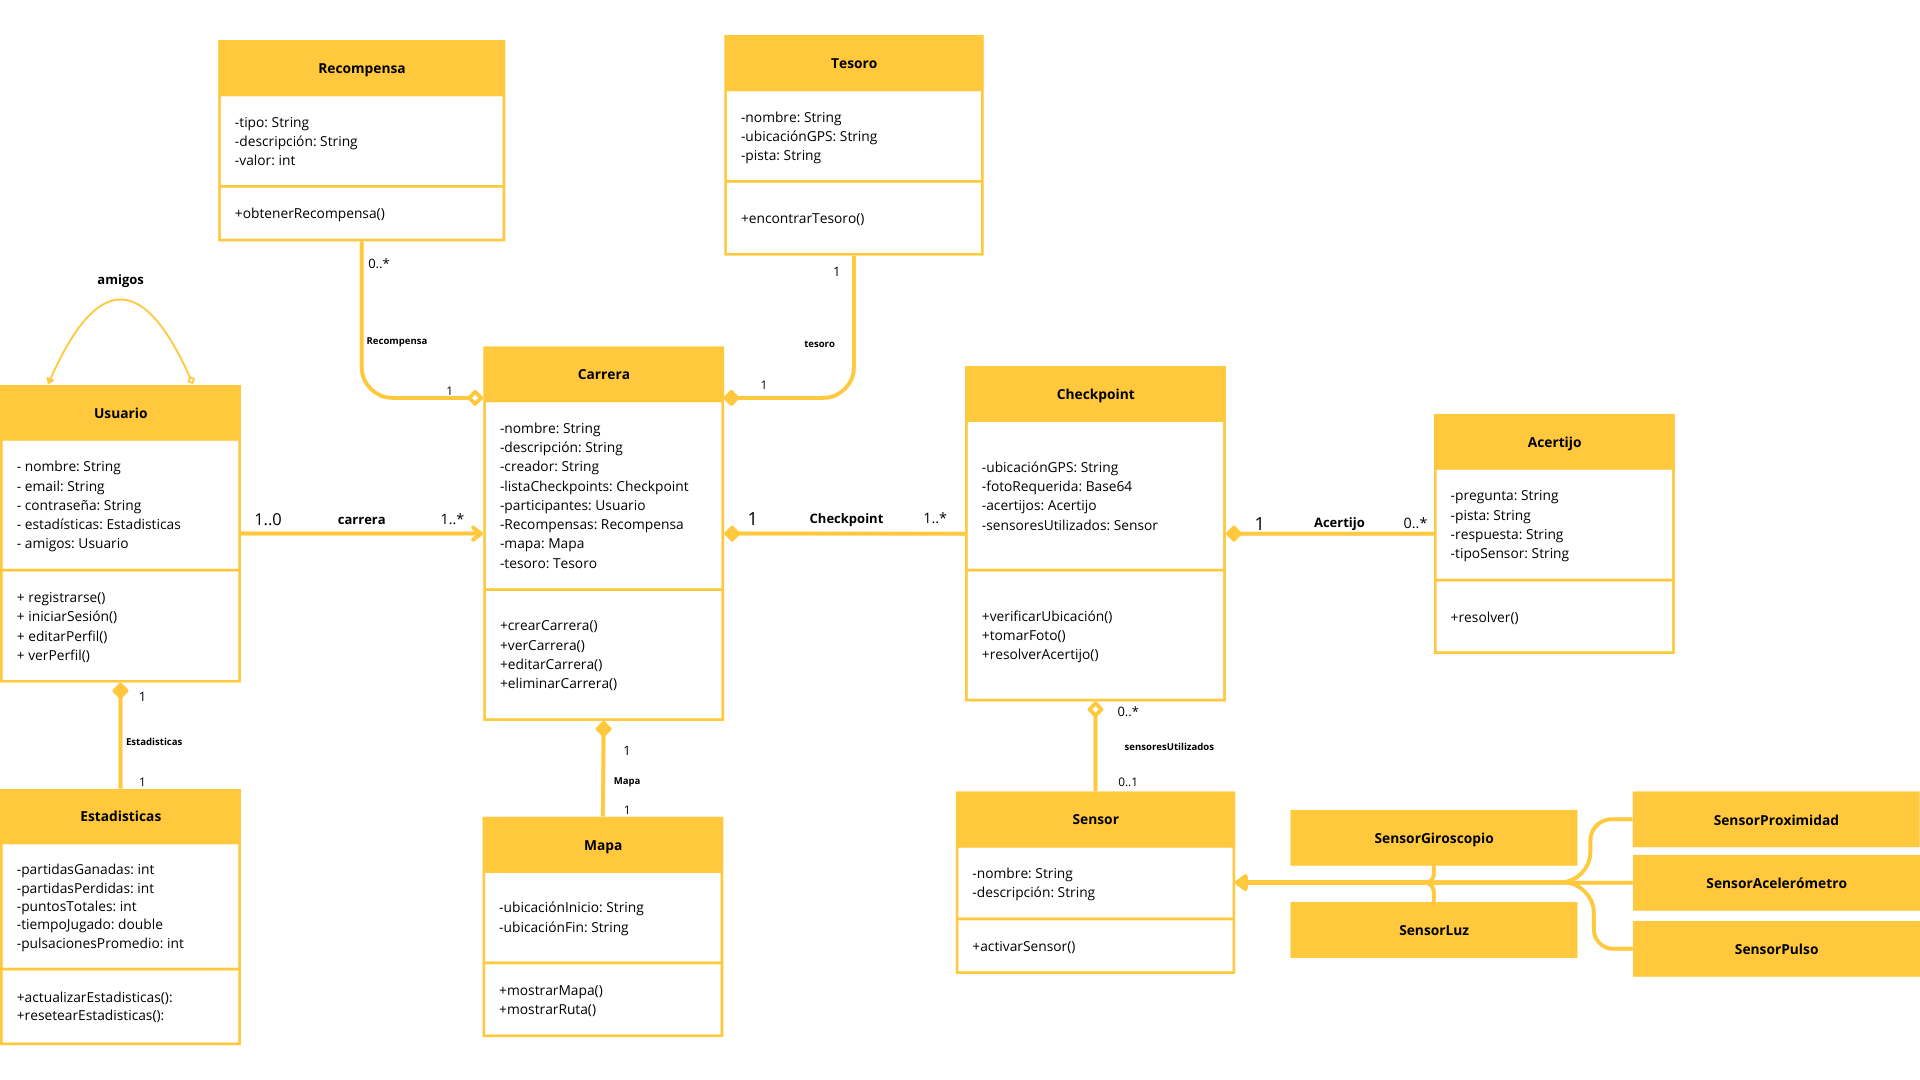 Recompensa
-tipo: String
-descripción: String
-valor: int
+obtenerRecompensa()
0..*
Recompensa
1
Tesoro
-nombre: String
-ubicaciónGPS: String
-pista: String
+encontrarTesoro()
1
tesoro
1
amigos
Usuario
- nombre: String
- email: String
- contraseña: String
- estadísticas: Estadisticas
- amigos: Usuario
+ registrarse()
+ iniciarSesión()
+ editarPerfil()
+ verPerfil()
1..0
carrera
1..*
Carrera
-nombre: String
-descripción: String
-creador: String
-listaCheckpoints: Checkpoint
-participantes: Usuario
-Recompensas: Recompensa
-mapa: Mapa
-tesoro: Tesoro
+crearCarrera()
+verCarrera()
+editarCarrera()
+eliminarCarrera()
1
Checkpoint
1..*
Checkpoint
-ubicaciónGPS: String
-fotoRequerida: Base64
-acertijos: Acertijo
-sensoresUtilizados: Sensor
+verificarUbicación()
+tomarFoto()
+resolverAcertijo()
1
Acertijo
0..*
Acertijo
-pregunta: String
-pista: String
-respuesta: String
-tipoSensor: String
+resolver()
1
Estadisticas
1
Estadisticas
-partidasGanadas: int
-partidasPerdidas: int
-puntosTotales: int
-tiempoJugado: double
-pulsacionesPromedio: int
+actualizarEstadisticas():
+resetearEstadisticas():
1
Mapa
1
Mapa
-ubicaciónInicio: String
-ubicaciónFin: String
+mostrarMapa()
+mostrarRuta()
0..*
sensoresUtilizados
0..1
Sensor
-nombre: String
-descripción: String
+activarSensor()
SensorGiroscopio
SensorLuz
SensorProximidad
SensorAcelerómetro
SensorPulso